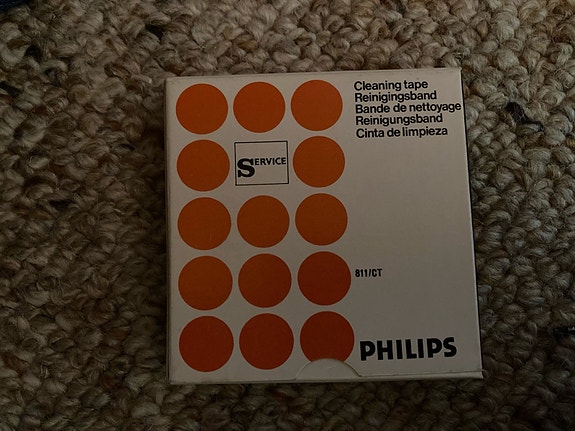 Cleaning tape
Reinigingsband
Bande de nettoyage
Reinigungsband
Cinta de limpieza
SERVICE
811/CT
PHILIPS